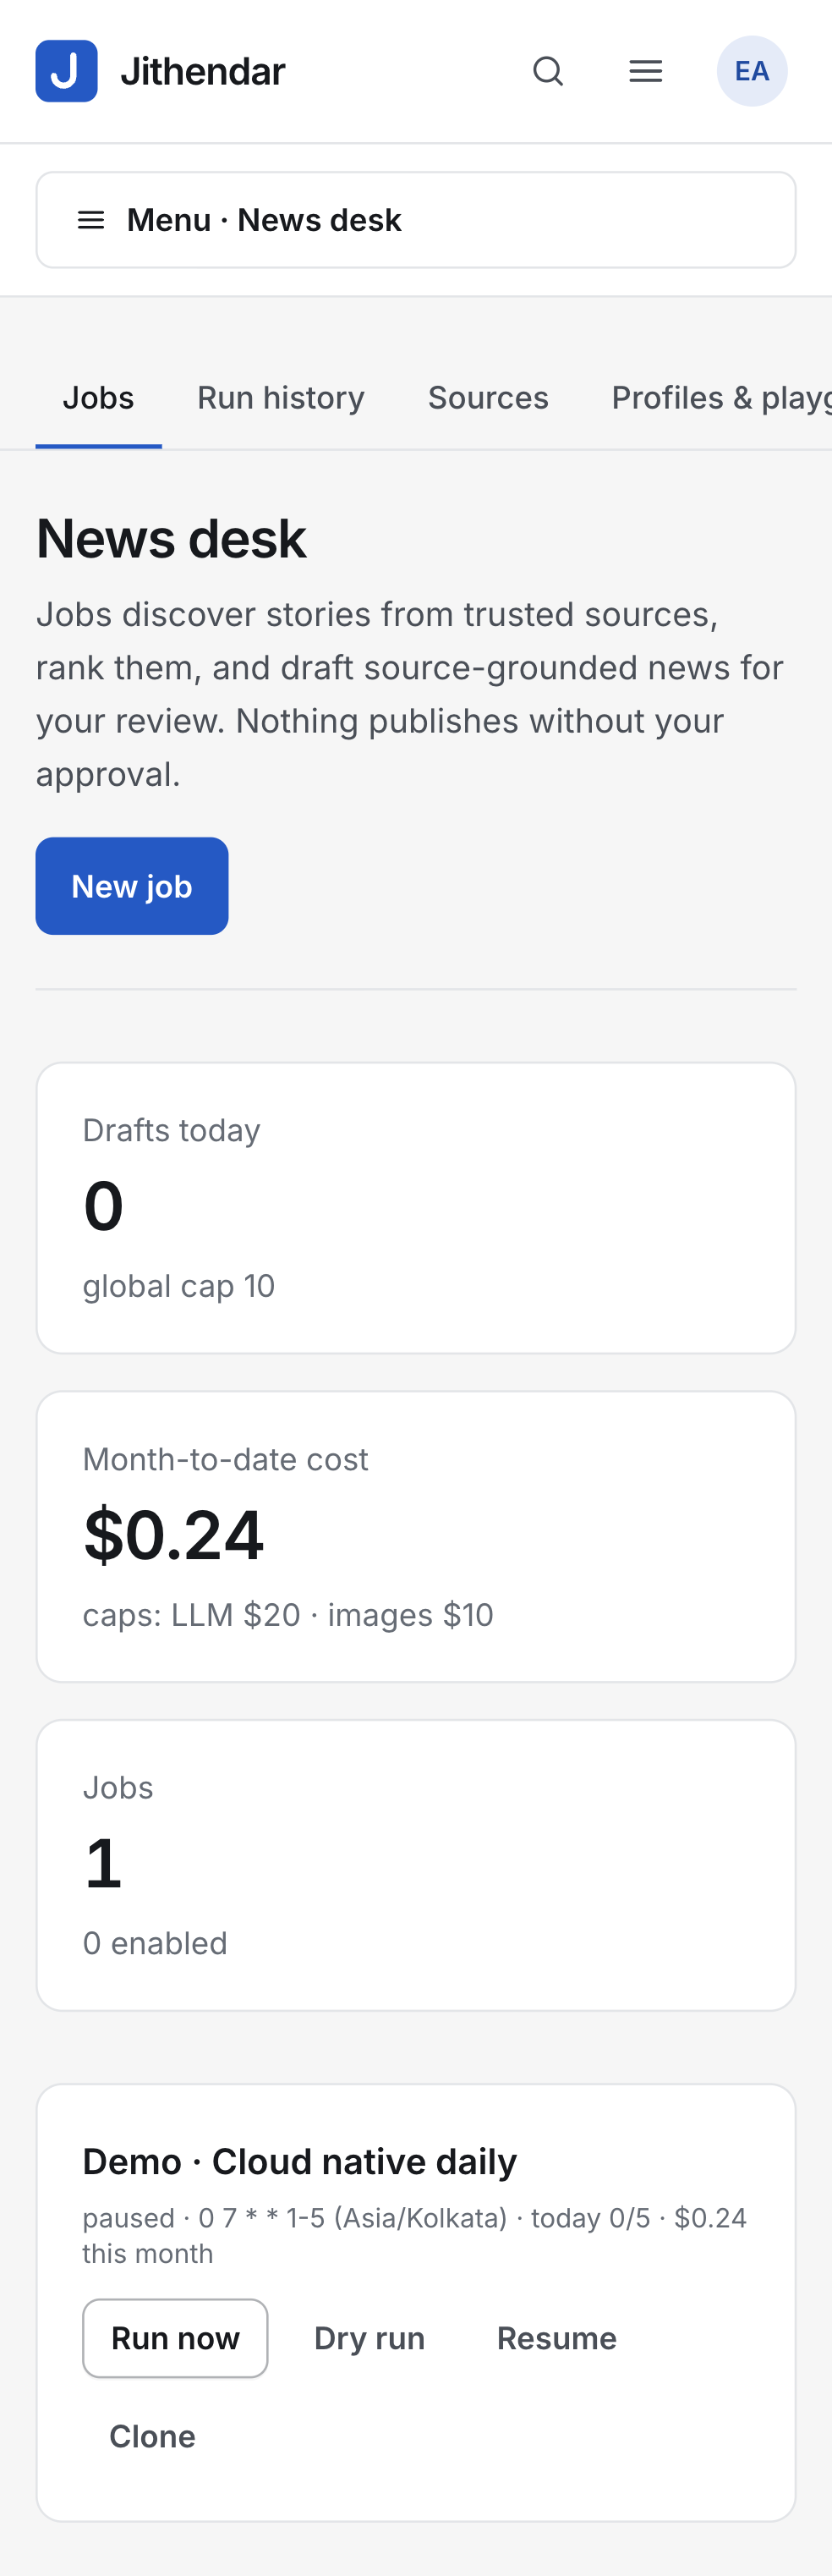 J Jithendar EA
Menu · News desk
Jobs Run history Sources Profiles & playg
News desk
Jobs discover stories from trusted sources,
rank them, and draft source-grounded news for
your review. Nothing publishes without your
approval.
New job
Drafts today
0
global cap 10
Month-to-date cost
$0.24
caps: LLM $20 · images $10
Jobs
1
0 enabled
Demo · Cloud native daily
paused · 0 7 * * 1-5 (Asia/Kolkata) · today 0/5 · $0.24
this month
Run now Dry run Resume
Clone